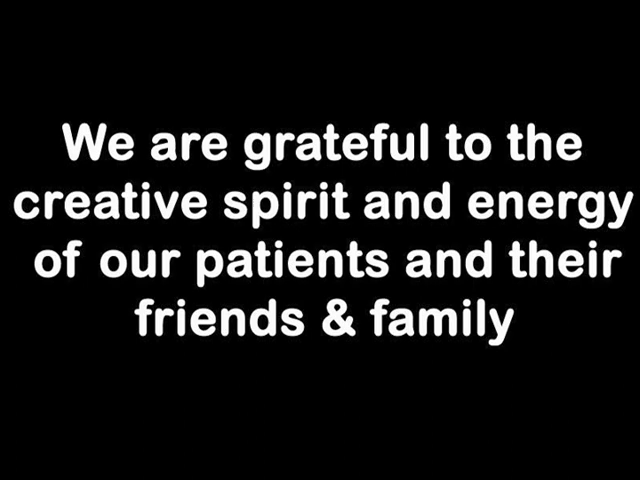 We are grateful to the
creative spirit and energy
of our patients and their
friends & family